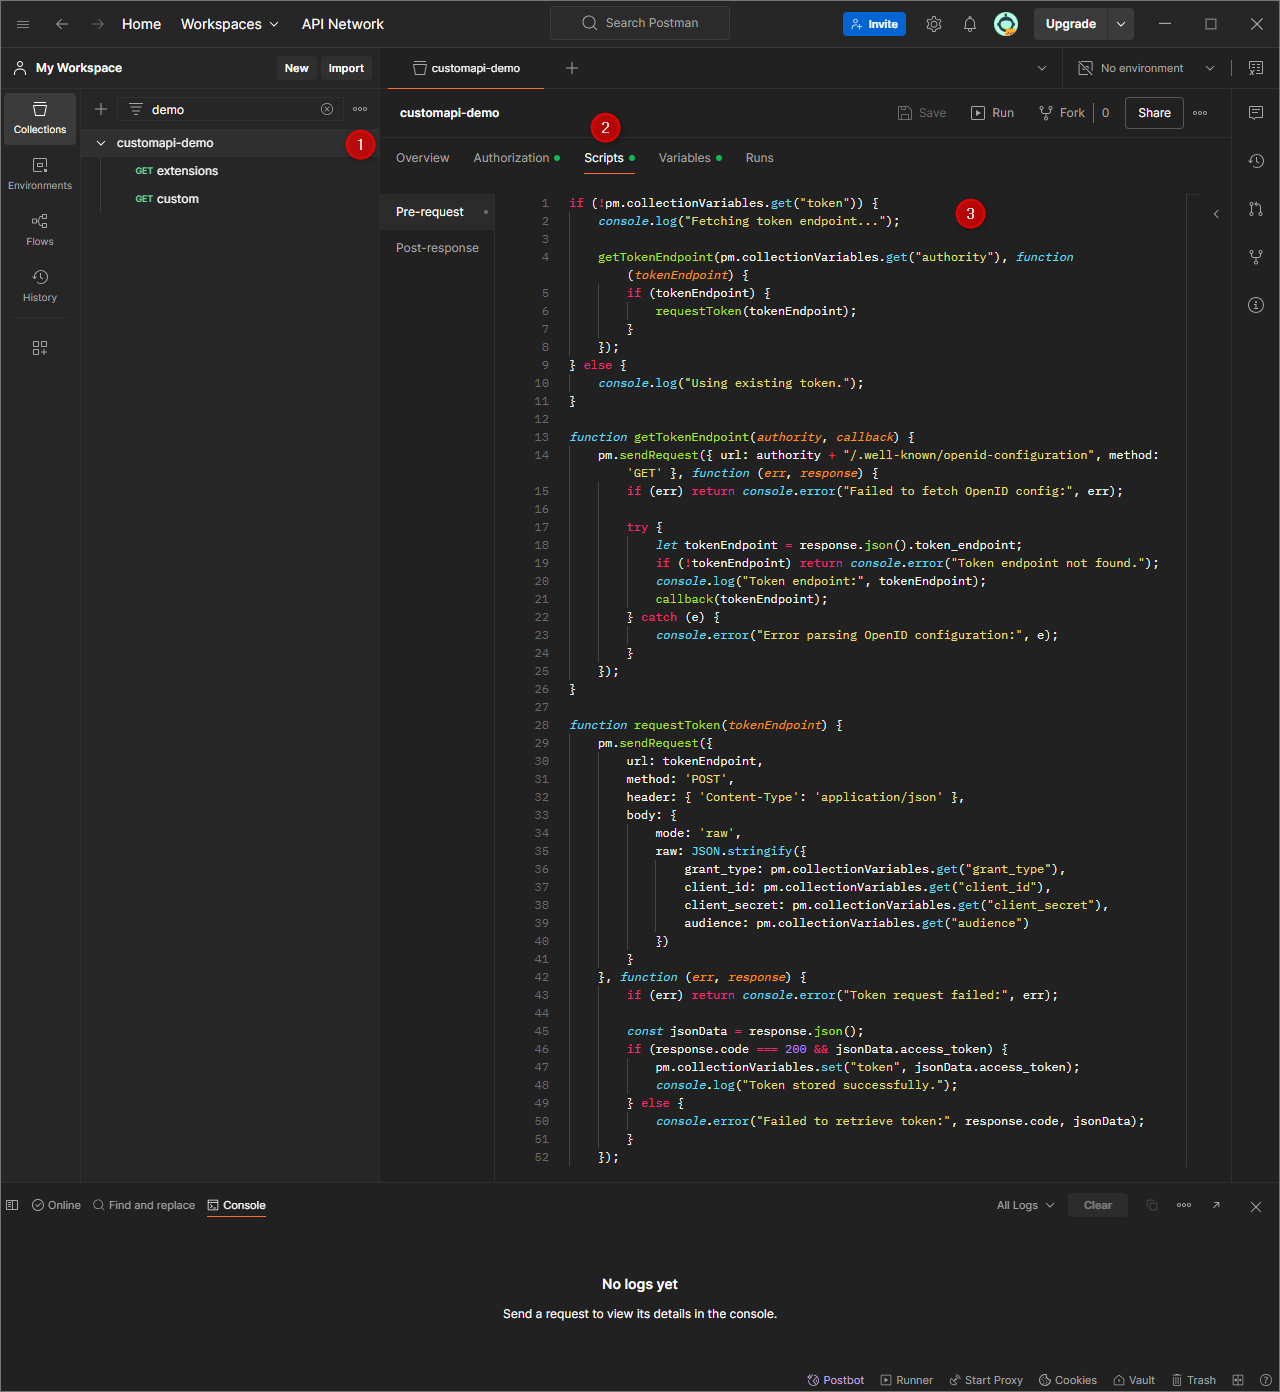 Home Workspaces API Network Search Postman Invite Upgrade
My Workspace New Import customapi-demo No environment
Collections
Environments
Flows
History
demo
customapi-demo 1
GET extensions
GET custom
customapi-demo Save Run Fork 0 Share
2
Overview Authorization Scripts Variables Runs
Pre-request
Post-response
3
1 if (!pm.collectionVariables.get("token")) {
2 console.log("Fetching token endpoint...");
3
4 getTokenEndpoint(pm.collectionVariables.get("authority"), function
(tokenEndpoint) {
5 if (tokenEndpoint) {
6 requestToken(tokenEndpoint);
7 }
8 });
9 } else {
10 console.log("Using existing token.");
11 }
12
13 function getTokenEndpoint(authority, callback) {
14 pm.sendRequest({ url: authority + "/.well-known/openid-configuration", method:
'GET' }, function (err, response) {
15 if (err) return console.error("Failed to fetch OpenID config:", err);
16
17 try {
18 let tokenEndpoint = response.json().token_endpoint;
19 if (!tokenEndpoint) return console.error("Token endpoint not found.");
20 console.log("Token endpoint:", tokenEndpoint);
21 callback(tokenEndpoint);
22 } catch (e) {
23 console.error("Error parsing OpenID configuration:", e);
24 }
25 });
26 }
27
28 function requestToken(tokenEndpoint) {
29 pm.sendRequest({
30 url: tokenEndpoint,
31 method: 'POST',
32 header: { 'Content-Type': 'application/json' },
33 body: {
34 mode: 'raw',
35 raw: JSON.stringify({
36 grant_type: pm.collectionVariables.get("grant_type"),
37 client_id: pm.collectionVariables.get("client_id"),
38 client_secret: pm.collectionVariables.get("client_secret"),
39 audience: pm.collectionVariables.get("audience")
40 })
41 }
42 }, function (err, response) {
43 if (err) return console.error("Token request failed:", err);
44
45 const jsonData = response.json();
46 if (response.code === 200 && jsonData.access_token) {
47 pm.collectionVariables.set("token", jsonData.access_token);
48 console.log("Token stored successfully.");
49 } else {
50 console.error("Failed to retrieve token:", response.code, jsonData);
51 }
52 });
Online Find and replace Console All Logs Clear
No logs yet
Send a request to view its details in the console.
Postbot Runner Start Proxy Cookies Vault Trash